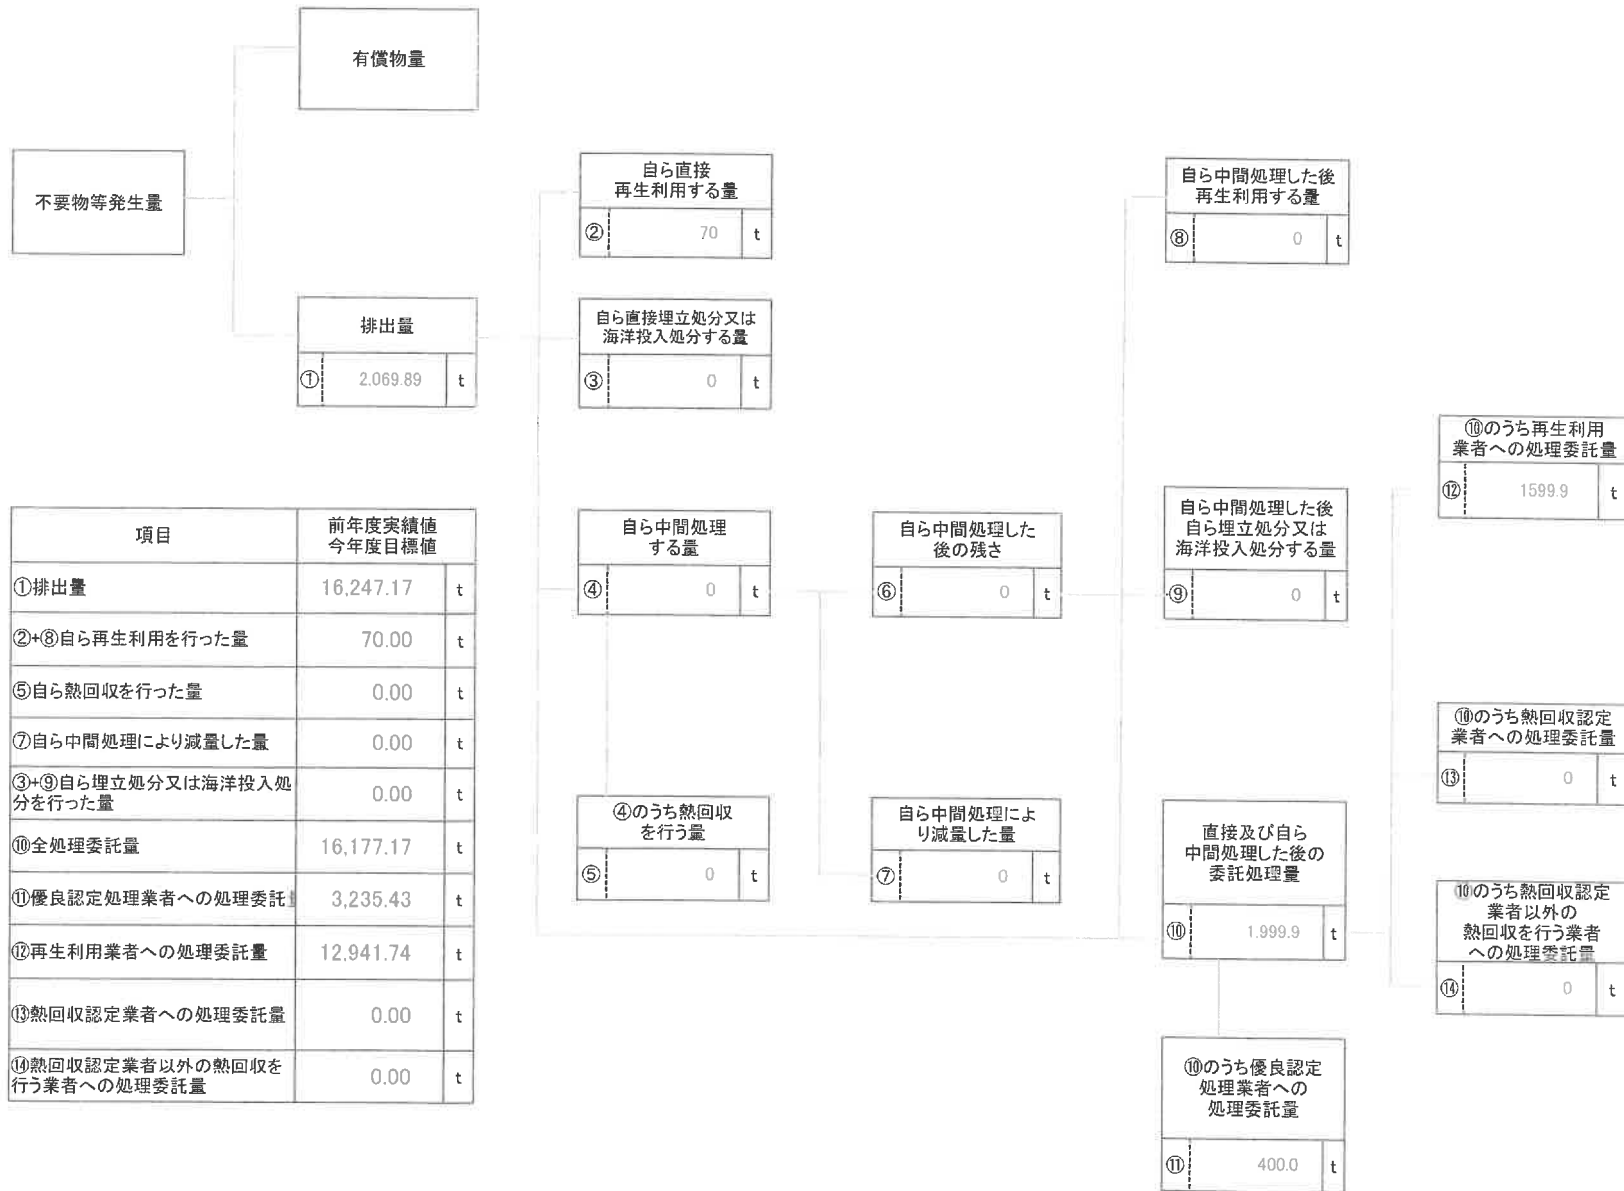 有償物量
不要物等発生量
排出量
① 2.069.89 t
自ら直接
再生利用する量
② 70 t
自ら直接埋立処分又は
海洋投入処分する量
③ 0 t
自ら中間処理
する量
④ 0 t
④のうち熱回収
を行う量
⑤ 0 t
自ら中間処理した
後の残さ
⑥ 0 t
自ら中間処理によ
り減量した量
⑦ 0 t
自ら中間処理した後
再生利用する量
⑧ 0 t
自ら中間処理した後
自ら埋立処分又は
海洋投入処分する量
⑨ 0 t
直接及び自ら
中間処理した後の
委託処理量
⑩ 1.999.9 t
⑩のうち優良認定
処理業者への
処理委託量
⑪ 400.0 t
⑩のうち再生利用
業者への処理委託量
⑫ 1599.9 t
⑩のうち熱回収認定
業者への処理委託量
⑬ 0 t
⑩のうち熱回収認定
業者以外の
熱回収を行う業者
への処理委託量
⑭ 0 t
項目 前年度実績値
今年度目標値
①排出量 16,247.17 t
②+⑧自ら再生利用を行った量 70.00 t
⑤自ら熱回収を行った量 0.00 t
⑦自ら中間処理により減量した量 0.00 t
③+⑨自ら埋立処分又は海洋投入処
分を行った量 0.00 t
⑩全処理委託量 16,177.17 t
⑪優良認定処理業者への処理委託 3,235.43 t
⑫再生利用業者への処理委託量 12,941.74 t
⑬熱回収認定業者への処理委託量 0.00 t
⑭熱回収認定業者以外の熱回収を
行う業者への処理委託量 0.00 t